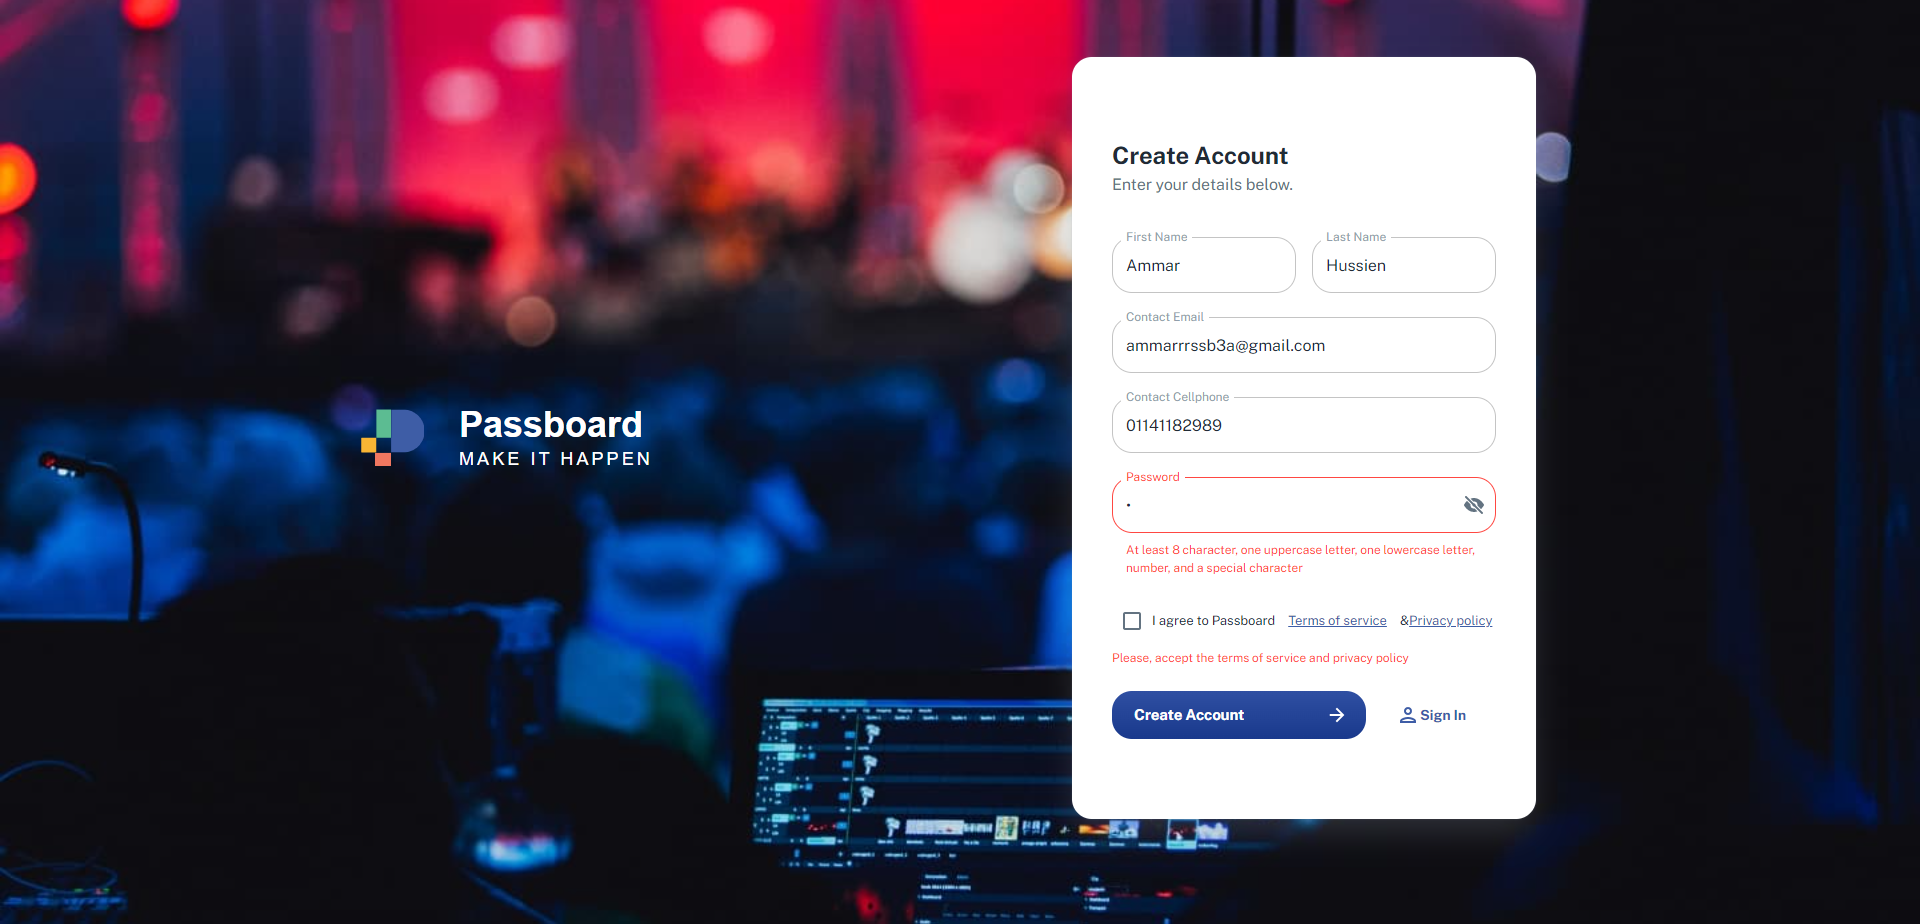 Passboard
MAKE IT HAPPEN
Create Account
Enter your details below.
First Name
Ammar
Last Name
Hussien
Contact Email
ammarrrssb3a@gmail.com
Contact Cellphone
01141182989
Password
•
At least 8 character, one uppercase letter, one lowercase letter,
number, and a special character
I agree to Passboard Terms of service &Privacy policy
Please, accept the terms of service and privacy policy
Create Account
Sign In